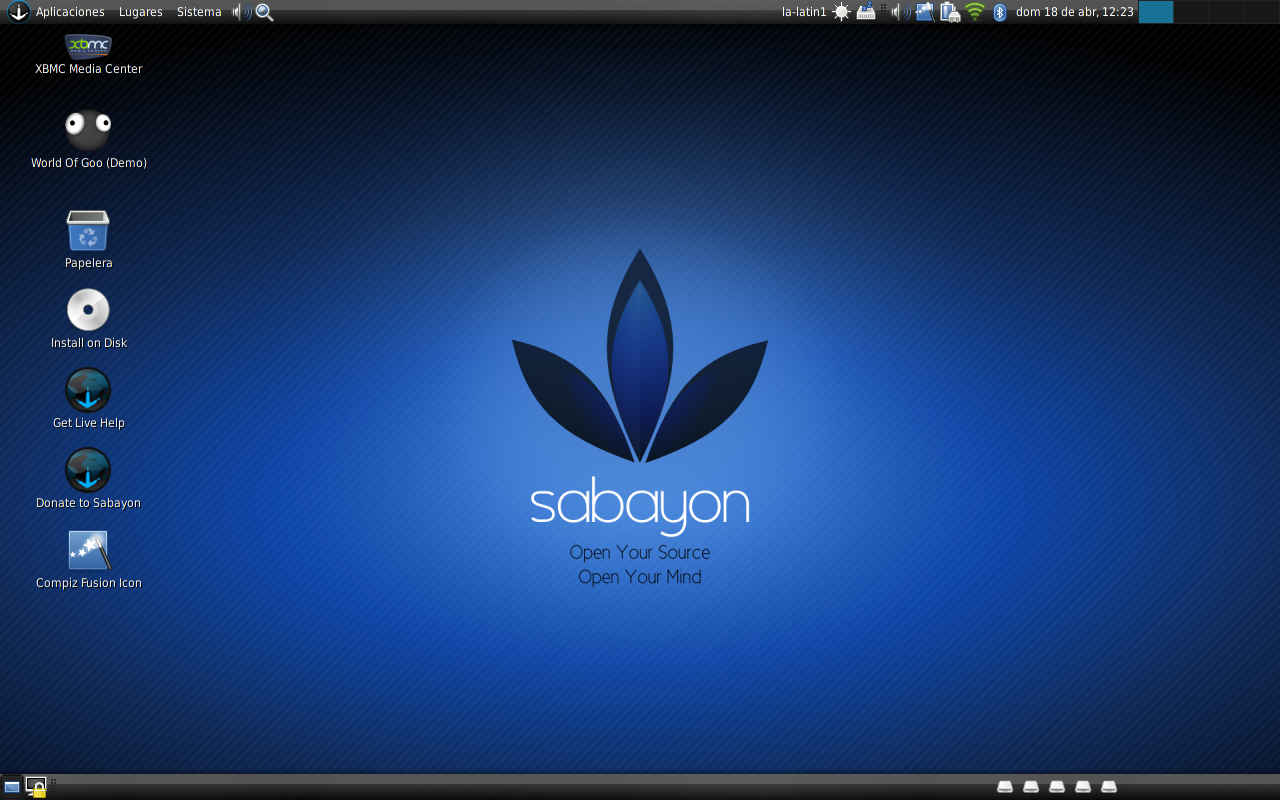 Aplicaciones Lugares Sistema la-latin1 dom 18 de abr, 12:23
xbmc
XBMC Media Center
World Of Goo (Demo)
Papelera
Install on Disk
Get Live Help
Donate to Sabayon
Compiz Fusion Icon
sabayon
Open Your Source
Open Your Mind